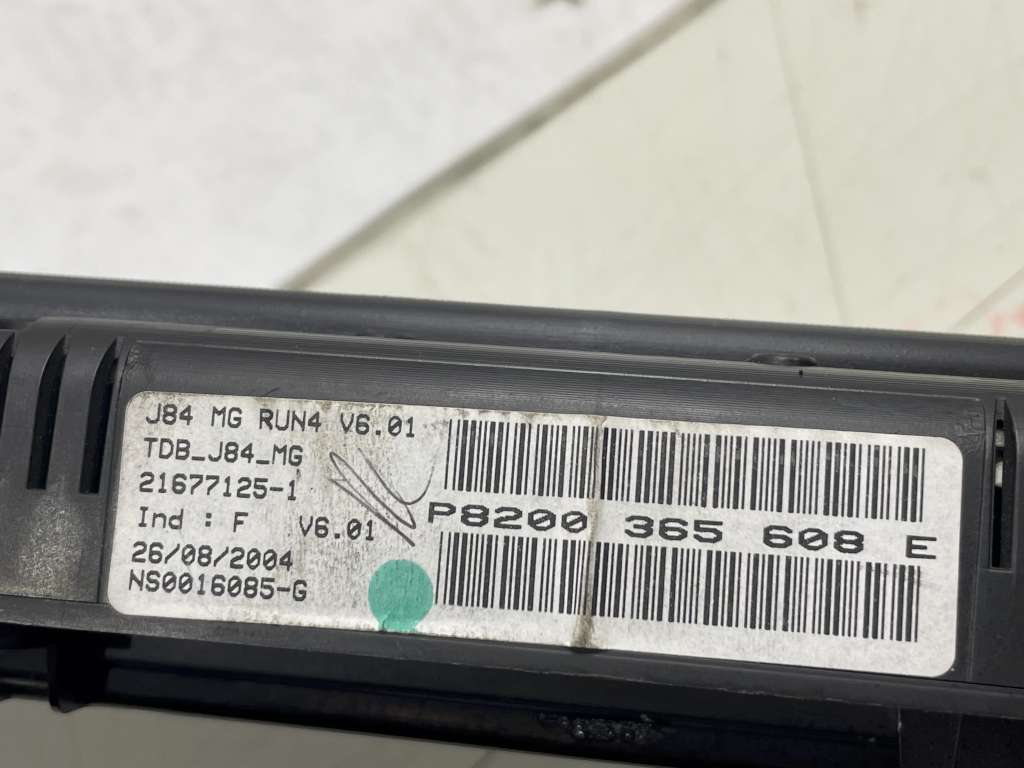 J84 MG RUN4 V6.01
TDB_J84_MG
21677125-1
Ind : F V6.01
26/08/2004
NS0016085-G
P8200 365 608 E